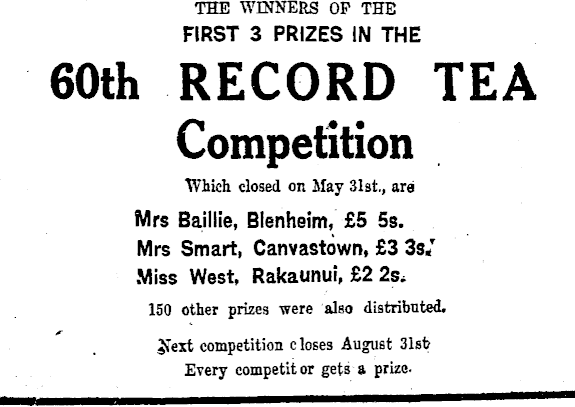 THE WINNERS OF THE
FIRST 3 PRIZES IN THE
60th RECORD TEA
Competition
Which closed on May 31st., are
Mrs Baillie, Blenheim, £5 5s.
Mrs Smart, Canvastown, £3 3s.
Miss West, Rakaunui, £2 2s.
150 other prizes were also distributed.
Next competition closes August 31st
Every competitor gets a prize.